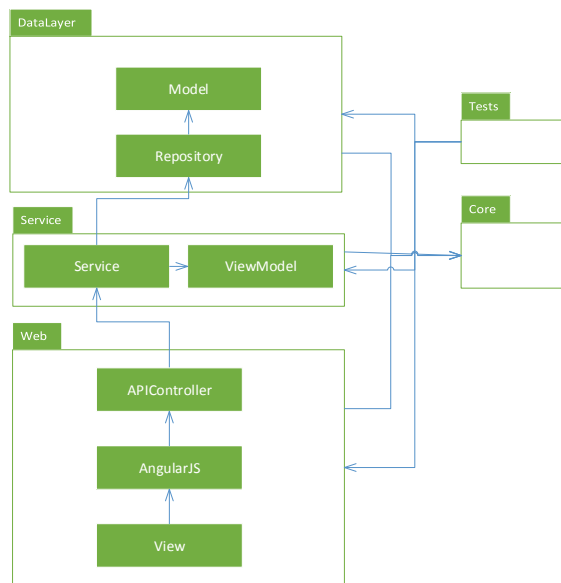 DataLayer
Model
Repository
Tests
Core
Service
Service
ViewModel
Web
APIController
AngularJS
View